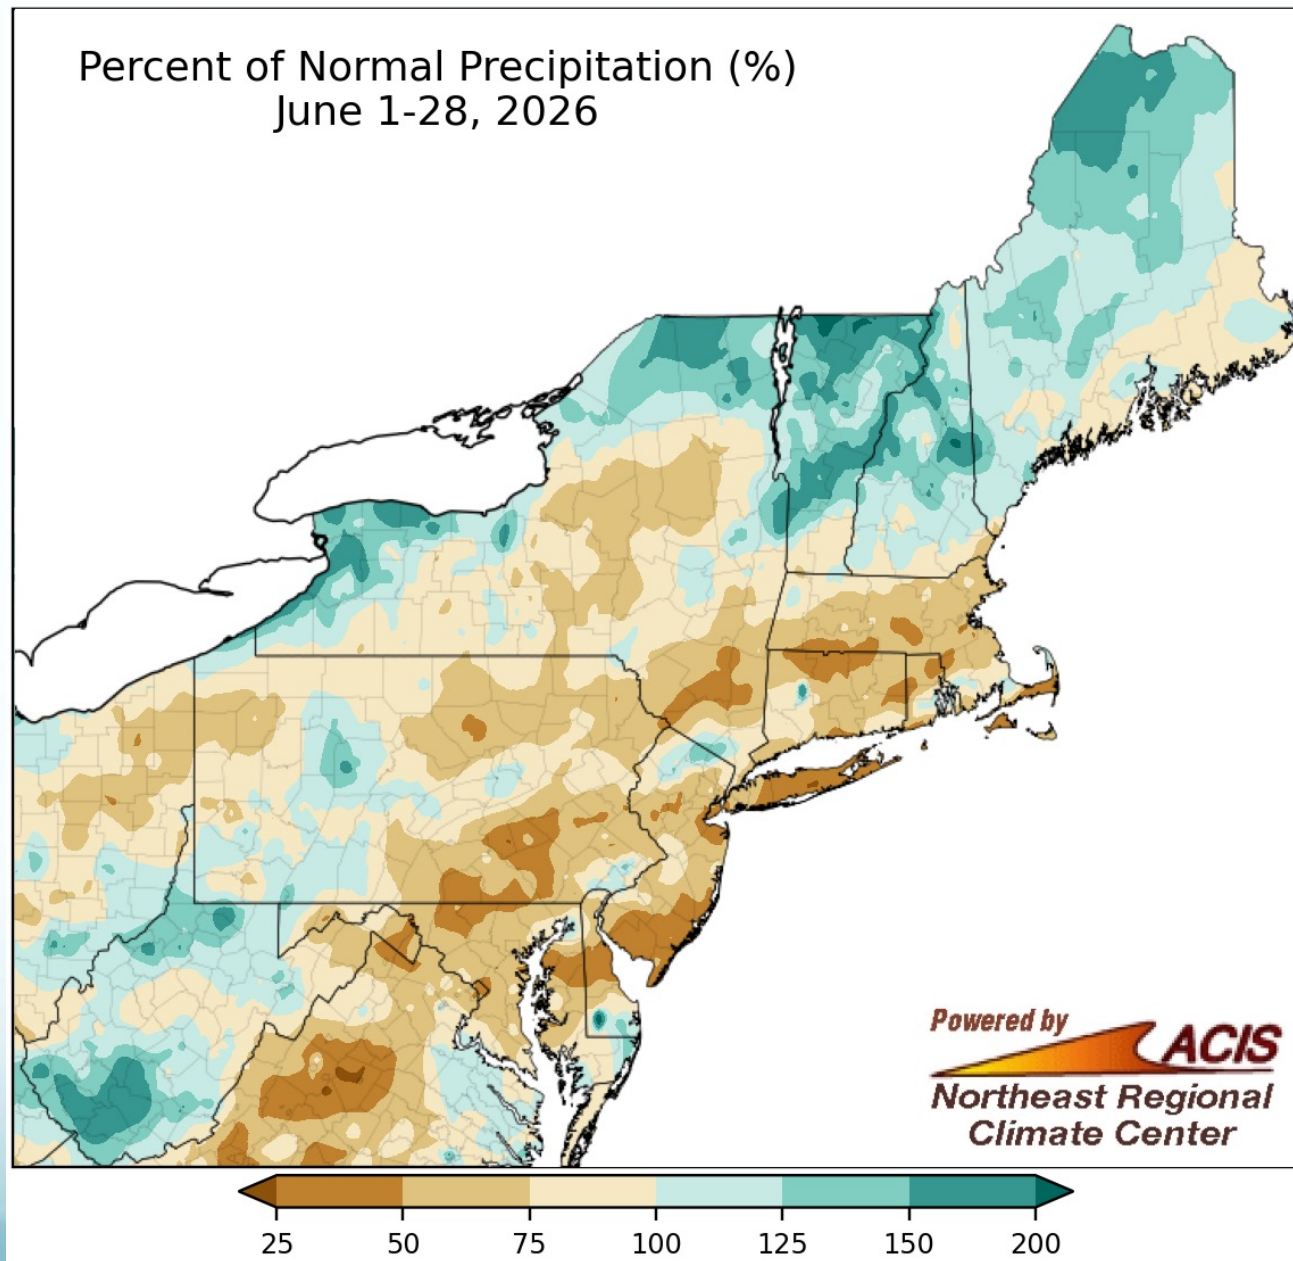 Percent of Normal Precipitation (%)
June 1-28, 2026
Powered by
ACIS
Northeast Regional
Climate Center
25 50 75 100 125 150 200